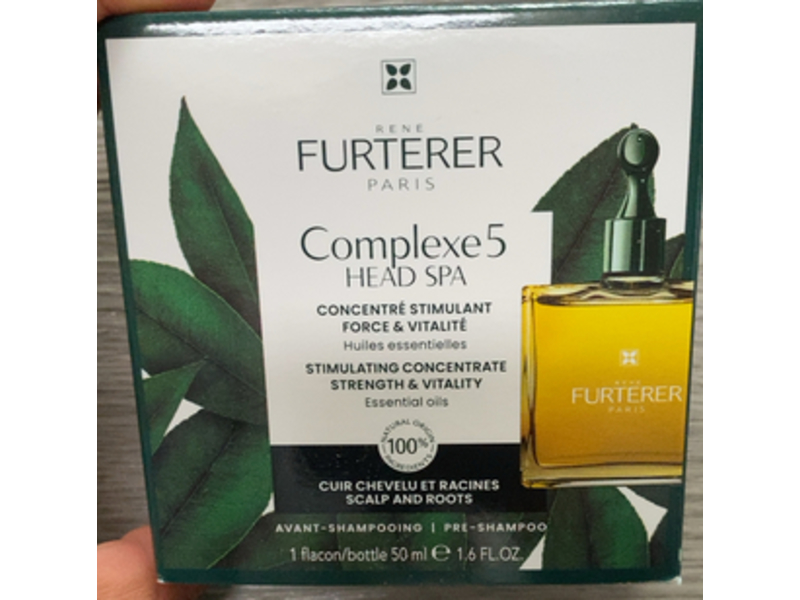 RENE
FURTERER
PARIS
Complexe 5
HEAD SPA
CONCENTRÉ STIMULANT
FORCE & VITALITÉ
Huiles essentielles
STIMULATING CONCENTRATE
STRENGTH & VITALITY
Essential oils
RENE
FURTERER
PARIS
NATURAL ORIGIN
100%
INGREDIENTS
CUIR CHEVELU ET RACINES
SCALP AND ROOTS
AVANT-SHAMPOOING | PRE-SHAMPOO
1 flacon/bottle 50 ml ℮ 1.6 FL.OZ.